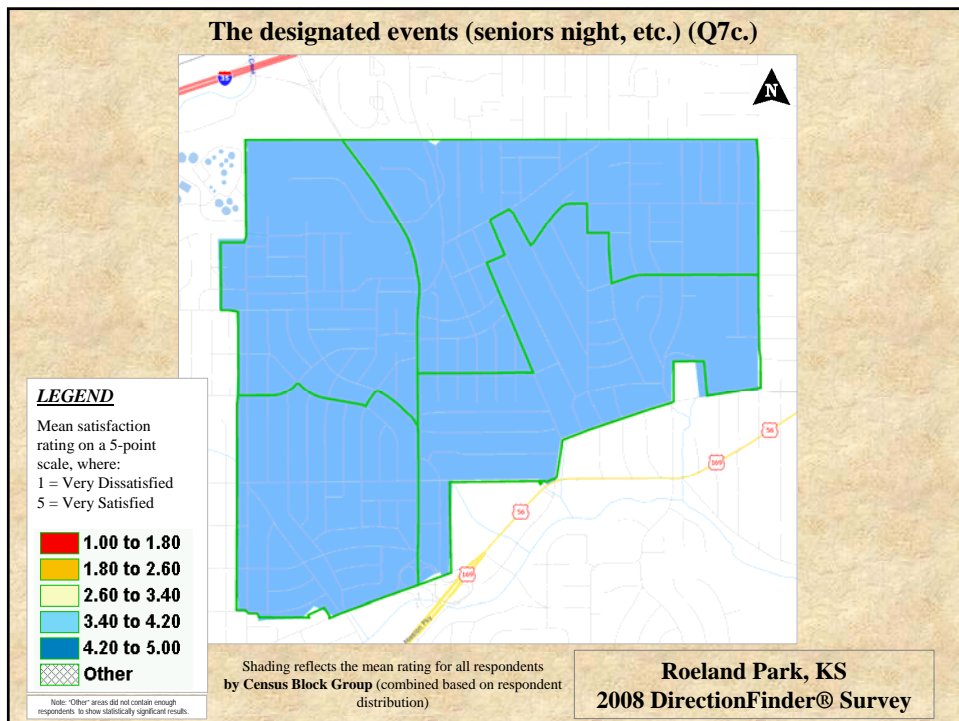 The designated events (seniors night, etc.) (Q7c.)
35
N
LEGEND
Mean satisfaction
rating on a 5-point
scale, where:
1 = Very Dissatisfied
5 = Very Satisfied
1.00 to 1.80
1.80 to 2.60
2.60 to 3.40
3.40 to 4.20
4.20 to 5.00
Other
Note: "Other" areas did not contain enough
respondents to show statistically significant results.
56
169
56
169
Shading reflects the mean rating for all respondents
by Census Block Group (combined based on respondent
distribution)
Roeland Park, KS
2008 DirectionFinder® Survey